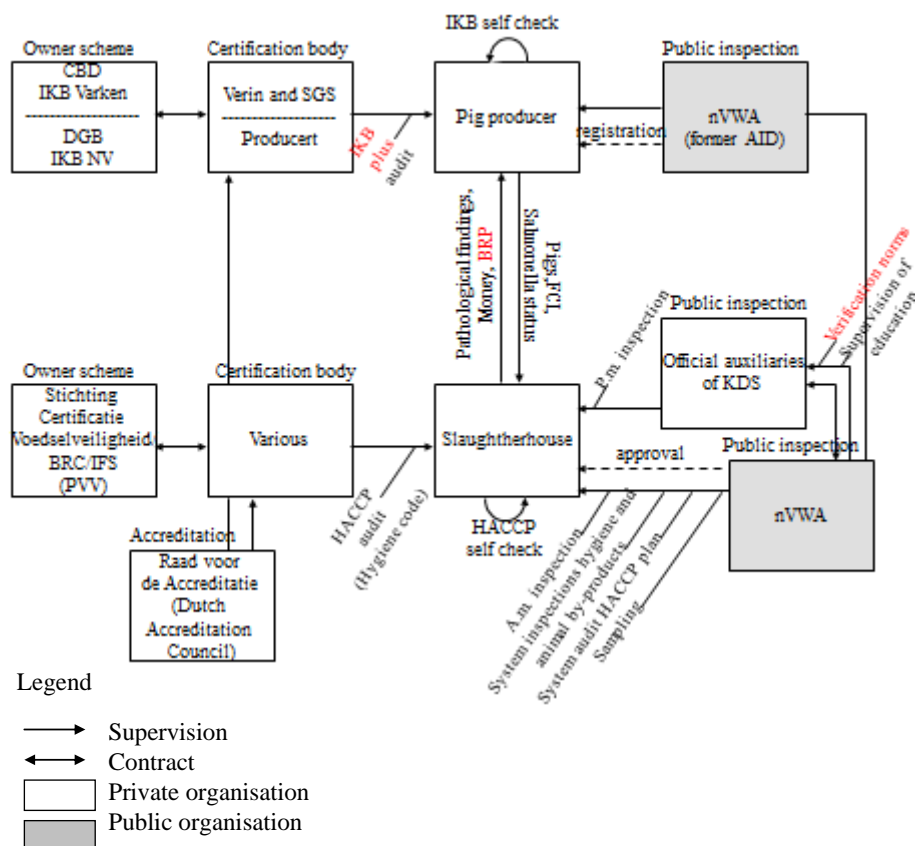 IKB self check
Owner scheme
Certification body
Public inspection
CBD
IKB Varken
----------------
DGB
IKB NV
Verin and SGS
----------------
Producert
IKB
plus
audit
Pig producer
registration
nVWA
(former AID)
Pathological findings,
Money, BRP
Pigs,FCI,
Salmonella status
P.m. inspection
Public inspection
Official auxiliaries
of KDS
Verification norms
Supervision of
education
Owner scheme
Certification body
Stichting
Certificatie
Voedselveiligheid/
BRC/IFS
(PVV)
Various
HACCP
audit
(Hygiene code)
Slaughterhouse
approval
Public inspection
nVWA
HACCP
self check
A.m. inspection
System inspections hygiene and
animal by-products
System audit HACCP plan
Sampling
Accreditation
Raad voor
de Accreditatie
(Dutch
Accreditation
Council)
Legend
Supervision
Contract
Private organisation
Public organisation